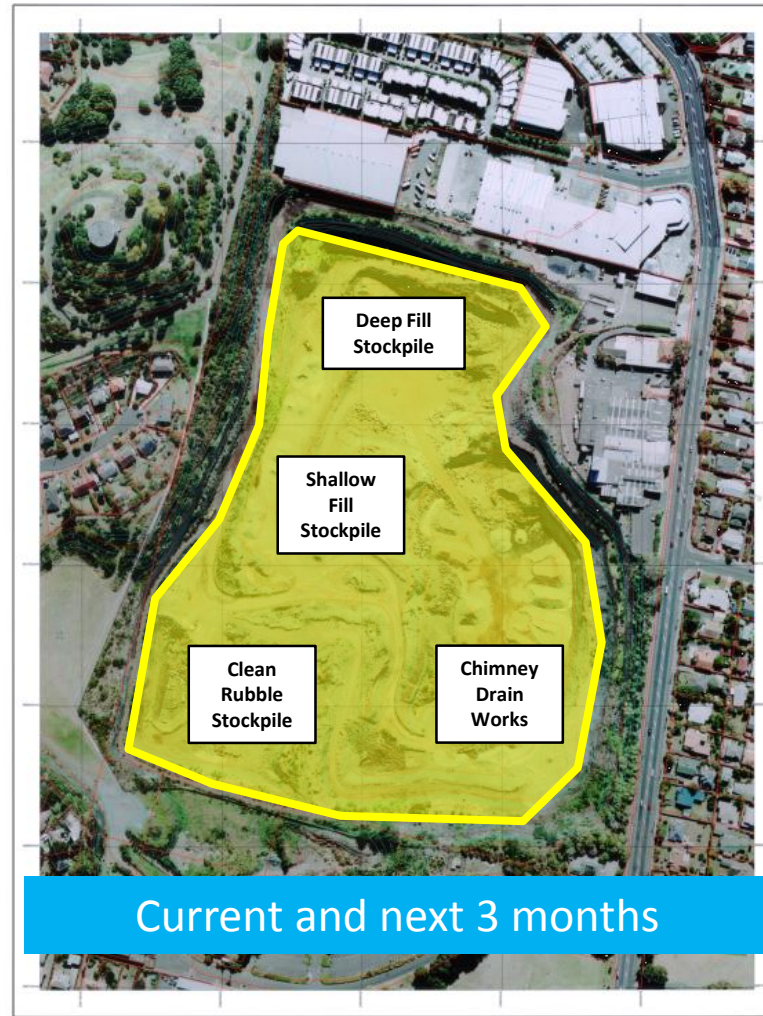 Deep Fill
Stockpile
Shallow
Fill
Stockpile
Clean
Rubble
Stockpile
Chimney
Drain
Works
Current and next 3 months